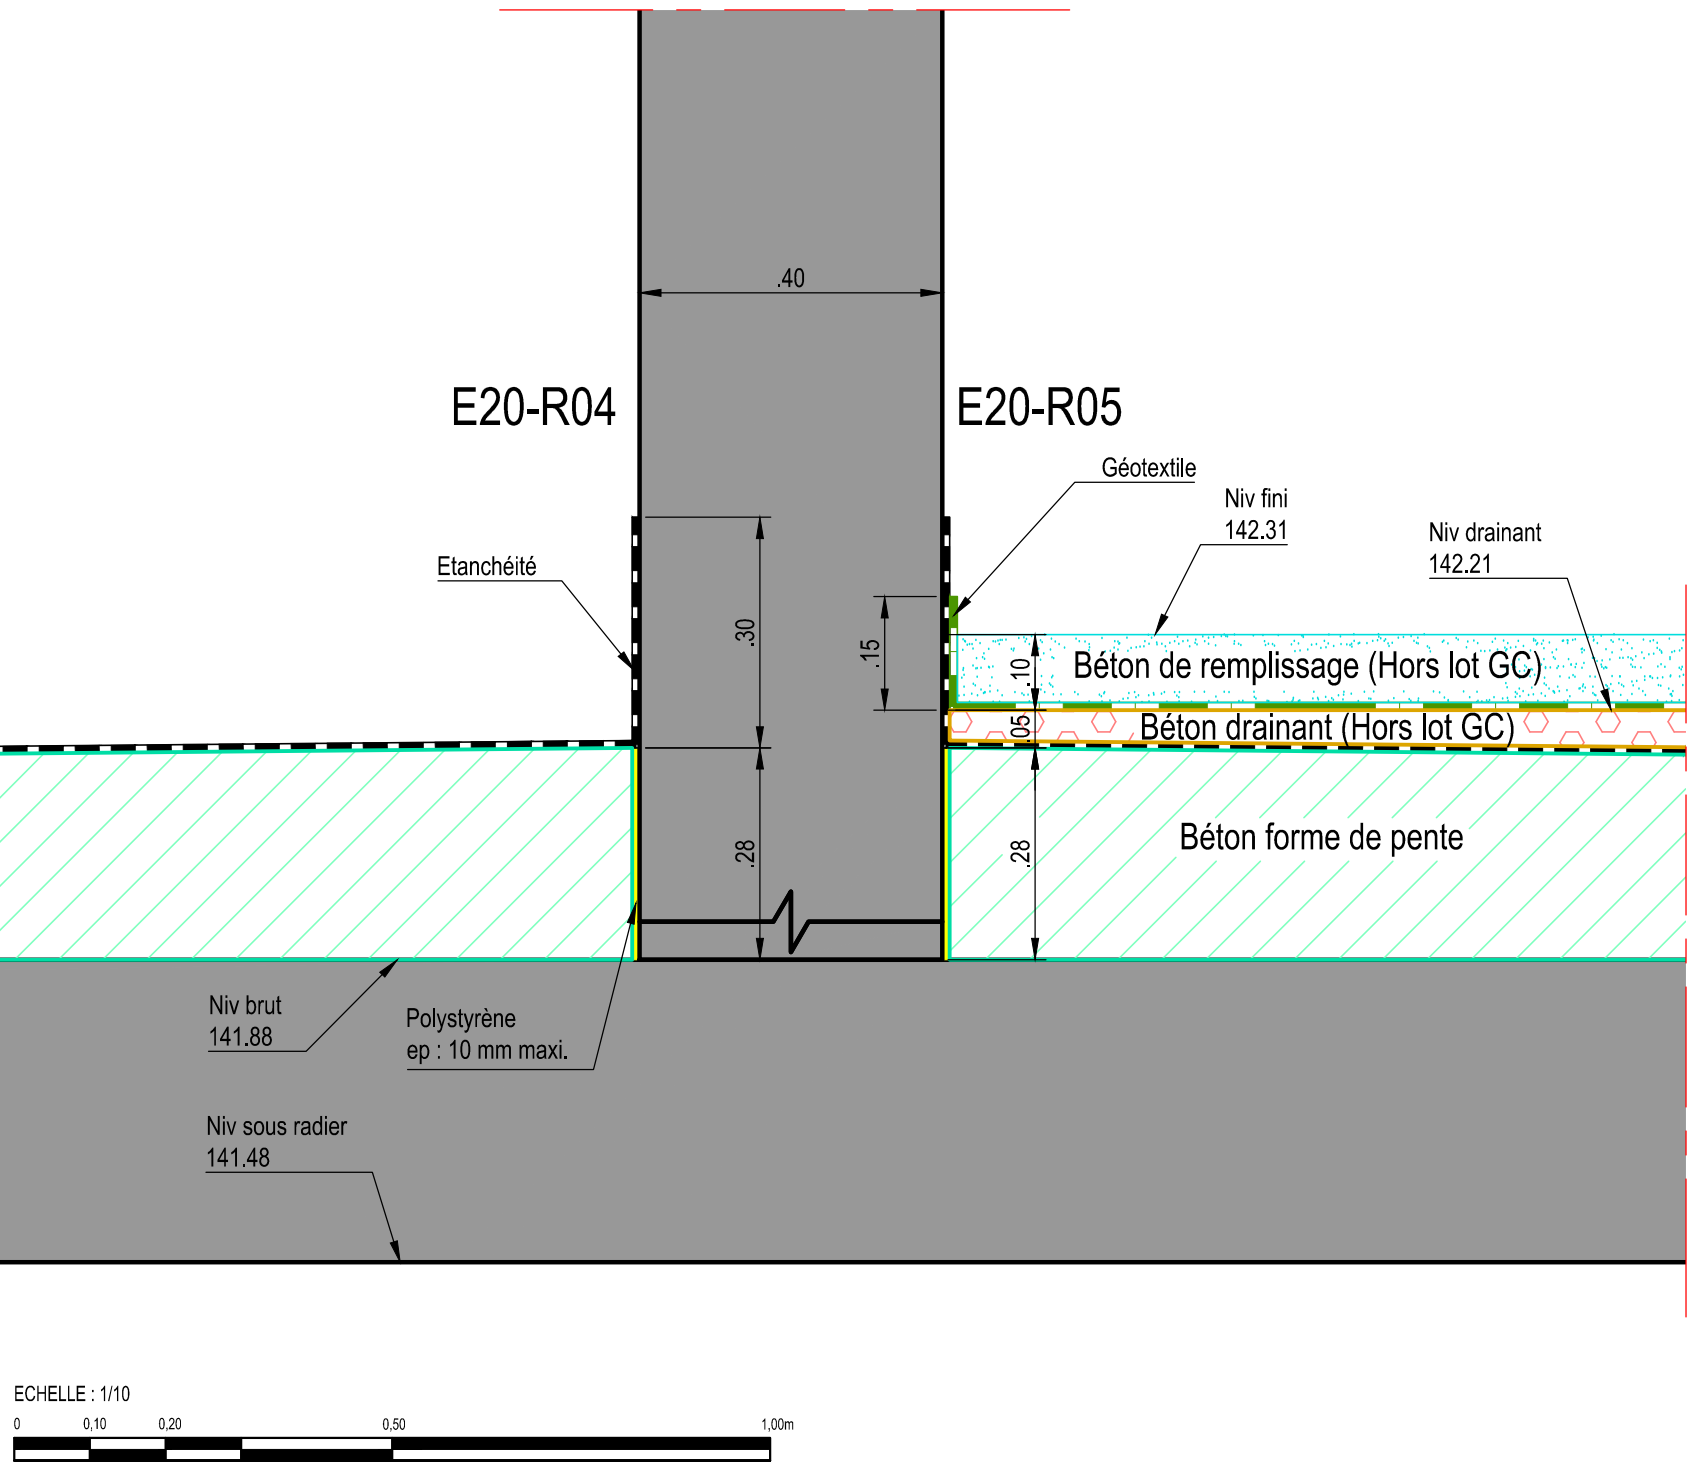 .40
E20-R04
E20-R05
Géotextile
Niv fini
142.31
Niv drainant
142.21
Etanchéité
.30
.15
.10
Béton de remplissage (Hors lot GC)
.05
Béton drainant (Hors lot GC)
.28
.28
Béton forme de pente
Niv brut
141.88
Polystyrène
ep : 10 mm maxi.
Niv sous radier
141.48
ECHELLE : 1/10
0 0,10 0,20 0,50 1,00m